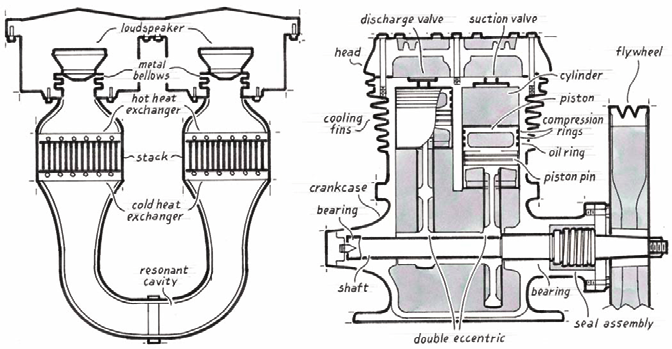 loudspeaker
metal
bellows
hot heat
exchanger
stack
cold heat
exchanger
resonant
cavity
discharge valve
suction valve
head
flywheel
cylinder
piston
cooling
fins
compression
rings
oil ring
piston pin
crankcase
bearing
shaft
bearing
seal assembly
double eccentric